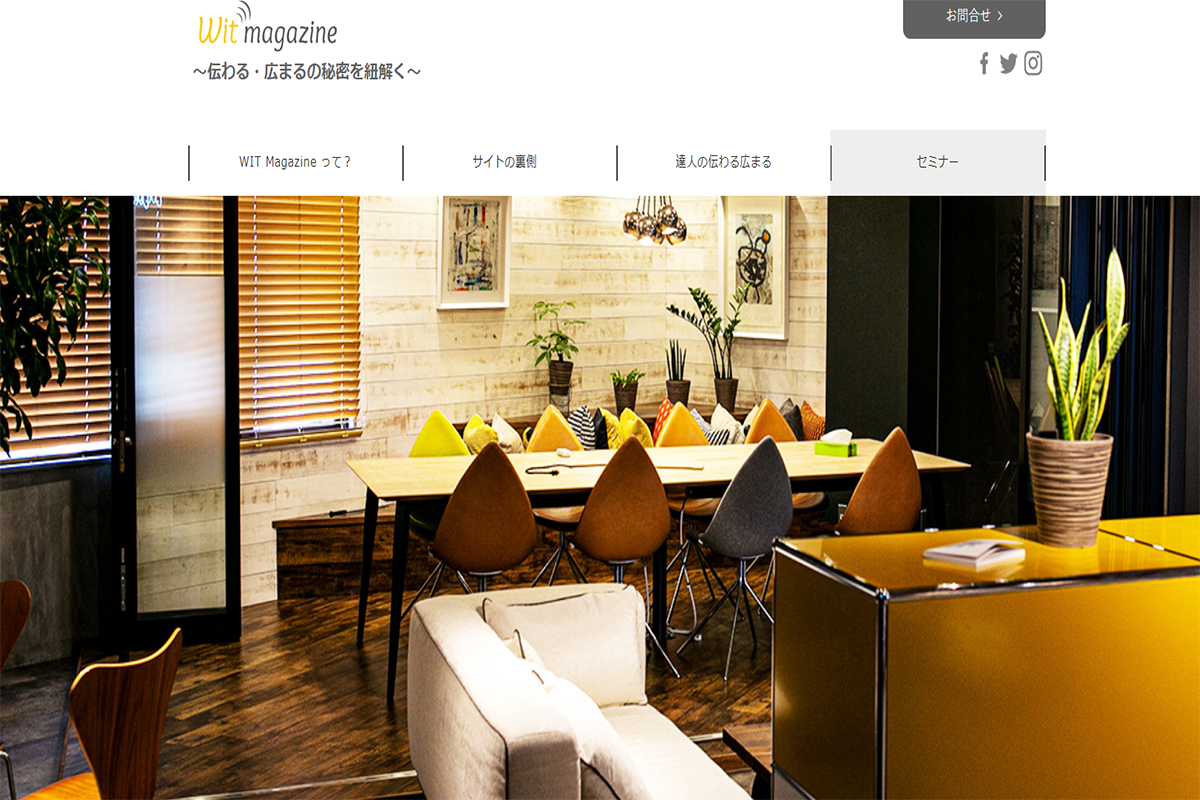 お問合せ
Wit magazine
～伝わる・広まるの秘密を紐解く～
WIT Magazine って？
サイトの裏側
達人の伝わる広まる
セミナー